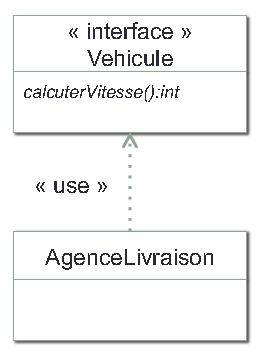 « interface »
Vehicule
calcuterVitesse():int
« use »
AgenceLivraison